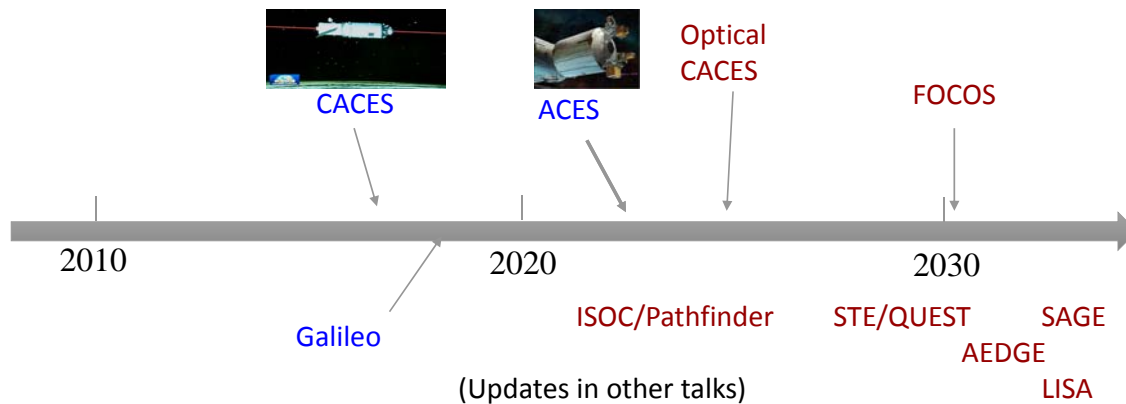 Optical
CACES
CACES
ACES
FOCOS
2010
2020
2030
Galileo
ISOC/Pathfinder
STE/QUEST
SAGE
AEDGE
(Updates in other talks)
LISA